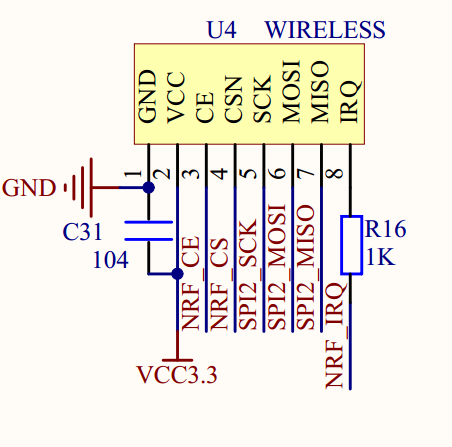 U4 WIRELESS
GND
VCC
CE
CSN
SCK
MOSI
MISO
IRQ
1
2
3
4
5
6
7
8
GND
C31
104
NRF_CE
NRF_CS
SPI2_SCK
SPI2_MOSI
SPI2_MISO
R16
1K
NRF_IRQ
VCC3.3